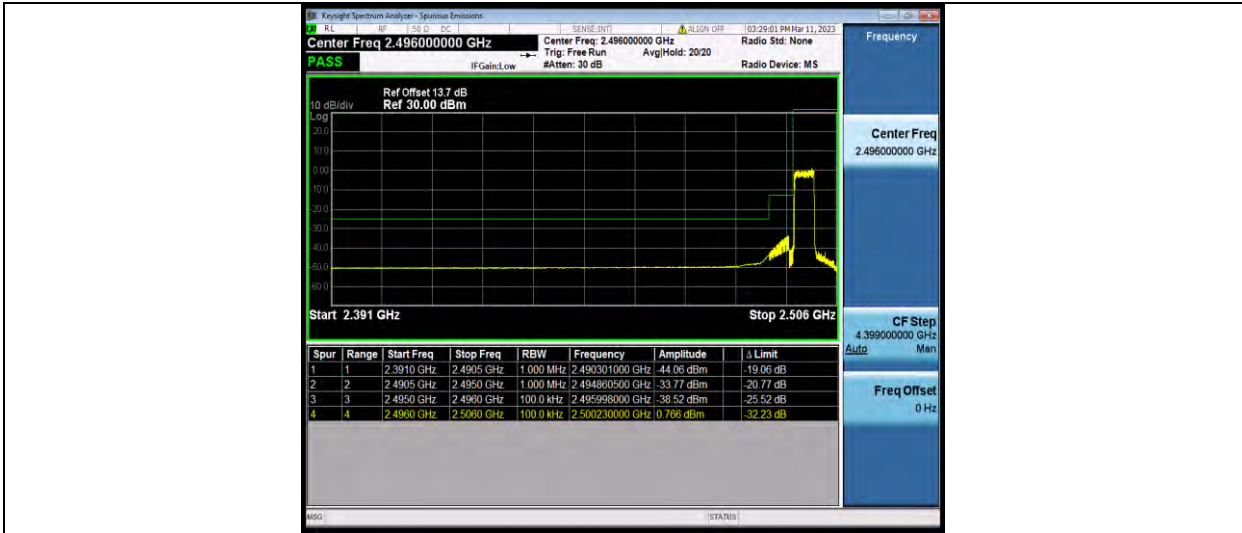 Keysight Spectrum Analyzer - Spurious Emissions
RL RF 50 Ω DC SENSE:INT ALIGN OFF 03:29:01 PM Mar 11, 2023
Center Freq 2.496000000 GHz
Center Freq: 2.496000000 GHz
Radio Std: None
Trig: Free Run Avg|Hold: 20/20
PASS
IFGain:Low
#Atten: 30 dB
Radio Device: MS
Frequency
Ref Offset 13.7 dB
10 dB/div Ref 30.00 dBm
Log
20.0
10.0
0.00
-10.0
-20.0
-30.0
-40.0
-50.0
-60.0
Start 2.391 GHz Stop 2.506 GHz
Center Freq
2.496000000 GHz
CF Step
4.399000000 GHz
Auto Man
Freq Offset
0 Hz
Spur Range Start Freq Stop Freq RBW Frequency Amplitude Δ Limit
1 1 2.3910 GHz 2.4905 GHz 1.000 MHz 2.490301000 GHz -44.06 dBm -19.06 dB
2 2 2.4905 GHz 2.4950 GHz 1.000 MHz 2.494860500 GHz -33.77 dBm -20.77 dB
3 3 2.4950 GHz 2.4960 GHz 100.0 kHz 2.495998000 GHz -38.52 dBm -25.52 dB
4 4 2.4960 GHz 2.5060 GHz 100.0 kHz 2.500230000 GHz 0.766 dBm -32.23 dB
MSG STATUS